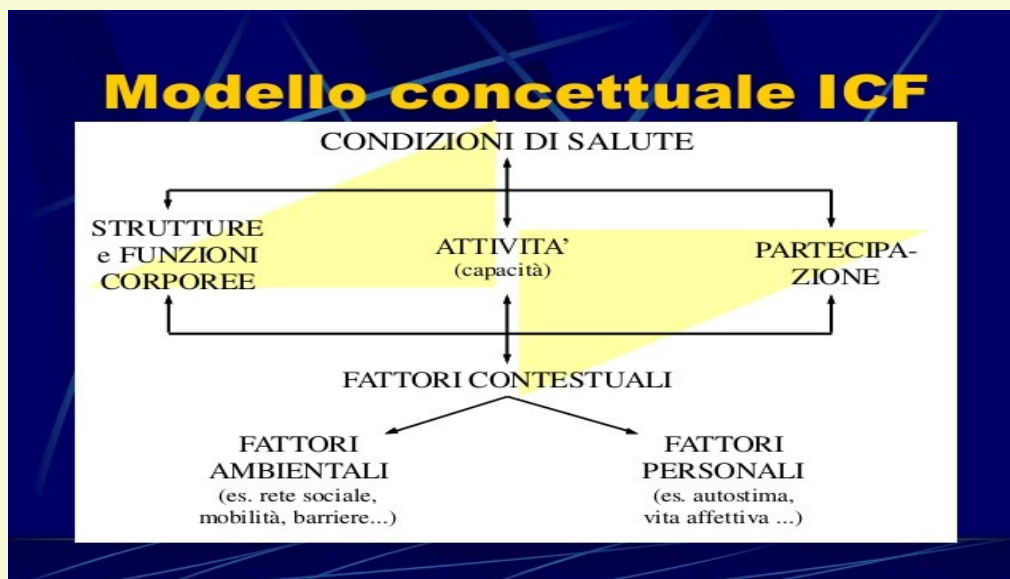 Modello concettuale ICF
CONDIZIONI DI SALUTE
STRUTTURE
e FUNZIONI
CORPOREE
ATTIVITA'
(capacità)
PARTECIPA-
ZIONE
FATTORI CONTESTUALI
FATTORI
AMBIENTALI
(es. rete sociale,
mobilità, barriere...)
FATTORI
PERSONALI
(es. autostima,
vita affettiva ...)